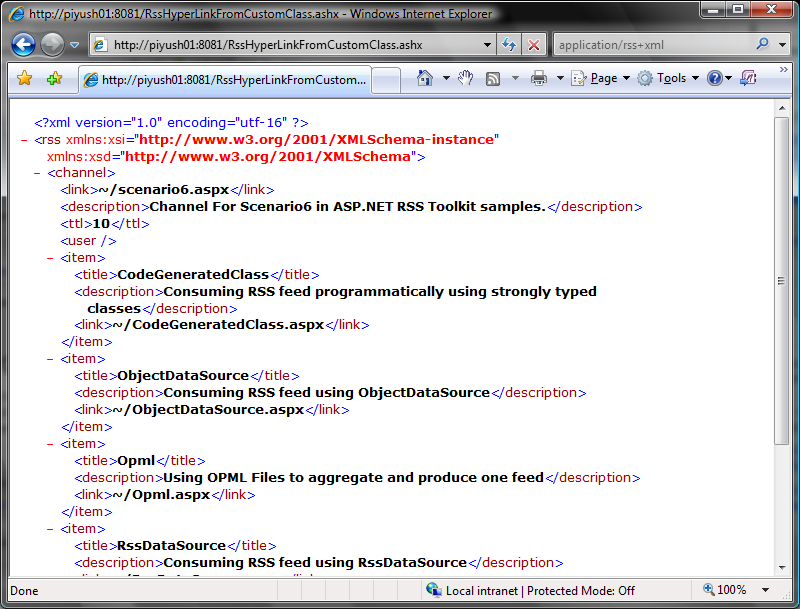 http://piyush01:8081/RssHyperLinkFromCustomClass.ashx - Windows Internet Explorer
http://piyush01:8081/RssHyperLinkFromCustomClass.ashx
application/rss+xml
http://piyush01:8081/RssHyperLinkFromCustom...
Page
Tools
<?xml version="1.0" encoding="utf-16" ?>
- <rss xmlns:xsi="http://www.w3.org/2001/XMLSchema-instance"
xmlns:xsd="http://www.w3.org/2001/XMLSchema">
- <channel>
<link>~/scenario6.aspx</link>
<description>Channel For Scenario6 in ASP.NET RSS Toolkit samples.</description>
<ttl>10</ttl>
<user />
- <item>
<title>CodeGeneratedClass</title>
<description>Consuming RSS feed programmatically using strongly typed
classes</description>
<link>~/CodeGeneratedClass.aspx</link>
</item>
- <item>
<title>ObjectDataSource</title>
<description>Consuming RSS feed using ObjectDataSource</description>
<link>~/ObjectDataSource.aspx</link>
</item>
- <item>
<title>Opml</title>
<description>Using OPML Files to aggregate and produce one feed</description>
<link>~/Opml.aspx</link>
</item>
- <item>
<title>RssDataSource</title>
<description>Consuming RSS feed using RssDataSource</description>
Done
Local intranet | Protected Mode: Off
100%